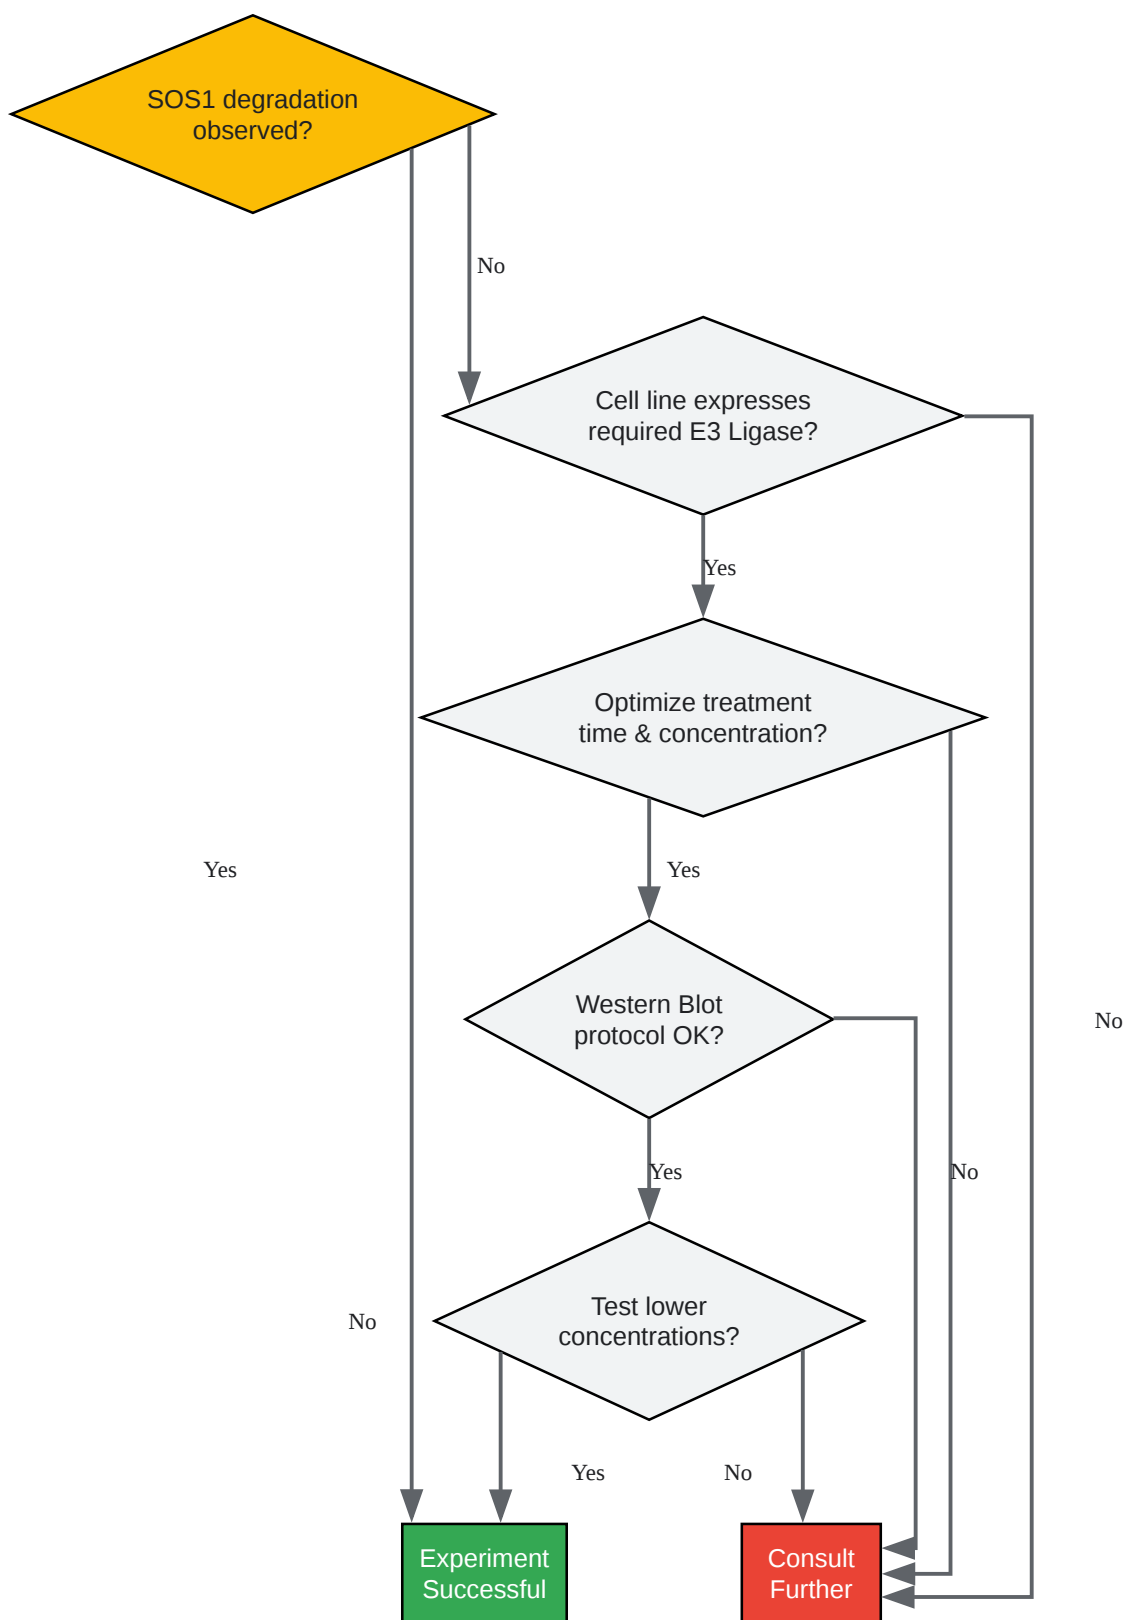 SOS1 degradation
observed?
No
Cell line expresses
required E3 Ligase?
Yes
Optimize treatment
time & concentration?
Yes
Yes
Western Blot
protocol OK?
No
Yes
No
Test lower
concentrations?
No
Yes
No
Experiment
Successful
Consult
Further